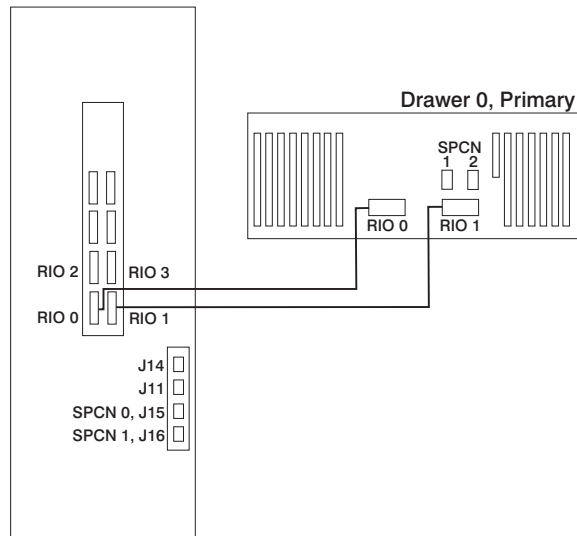 Drawer 0, Primary
SPCN
1 2
RIO 0 RIO 1
RIO 2 RIO 3
RIO 0 RIO 1
J14
J11
SPCN 0, J15
SPCN 1, J16